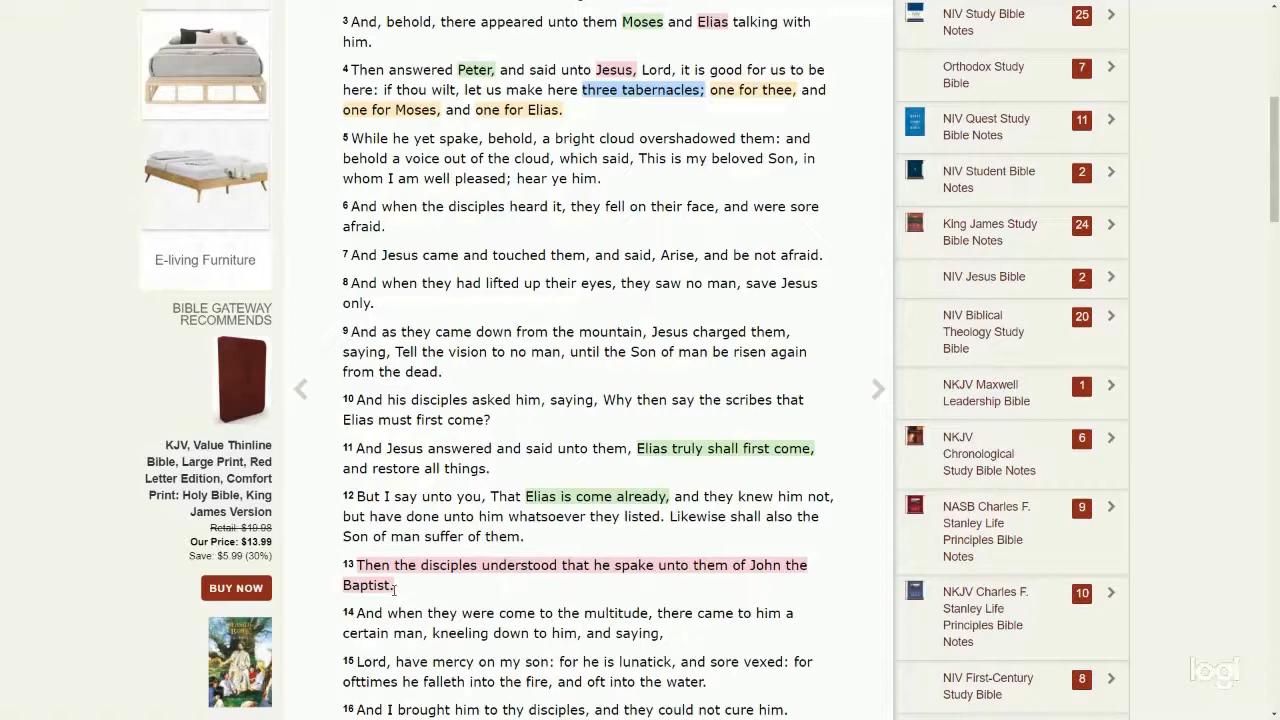 E-living Furniture
BIBLE GATEWAY
RECOMMENDS
KJV, Value Thinline
Bible, Large Print, Red
Letter Edition, Comfort
Print: Holy Bible, King
James Version
Retail: $19.98
Our Price: $13.99
Save: $5.99 (30%)
BUY NOW
3 And, behold, there appeared unto them Moses and Elias talking with
him.
4 Then answered Peter, and said unto Jesus, Lord, it is good for us to be
here: if thou wilt, let us make here three tabernacles; one for thee, and
one for Moses, and one for Elias.
5 While he yet spake, behold, a bright cloud overshadowed them: and
behold a voice out of the cloud, which said, This is my beloved Son, in
whom I am well pleased; hear ye him.
6 And when the disciples heard it, they fell on their face, and were sore
afraid.
7 And Jesus came and touched them, and said, Arise, and be not afraid.
8 And when they had lifted up their eyes, they saw no man, save Jesus
only.
9 And as they came down from the mountain, Jesus charged them,
saying, Tell the vision to no man, until the Son of man be risen again
from the dead.
10 And his disciples asked him, saying, Why then say the scribes that
Elias must first come?
11 And Jesus answered and said unto them, Elias truly shall first come,
and restore all things.
12 But I say unto you, That Elias is come already, and they knew him not,
but have done unto him whatsoever they listed. Likewise shall also the
Son of man suffer of them.
13 Then the disciples understood that he spake unto them of John the
Baptist.
14 And when they were come to the multitude, there came to him a
certain man, kneeling down to him, and saying,
15 Lord, have mercy on my son: for he is lunatick, and sore vexed: for
ofttimes he falleth into the fire, and oft into the water.
16 And I brought him to thy disciples, and they could not cure him.
NIV Study Bible 25
Notes
Orthodox Study 7
Bible
NIV Quest Study 11
Bible Notes
NIV Student Bible 2
Notes
King James Study 24
Bible Notes
NIV Jesus Bible 2
NIV Biblical 20
Theology Study
Bible
NKJV Maxwell 1
Leadership Bible
NKJV 6
Chronological
Study Bible Notes
NASB Charles F. 9
Stanley Life
Principles Bible
Notes
NKJV Charles F. 10
Stanley Life
Principles Bible
Notes
NIV First-Century 8
Study Bible
logi